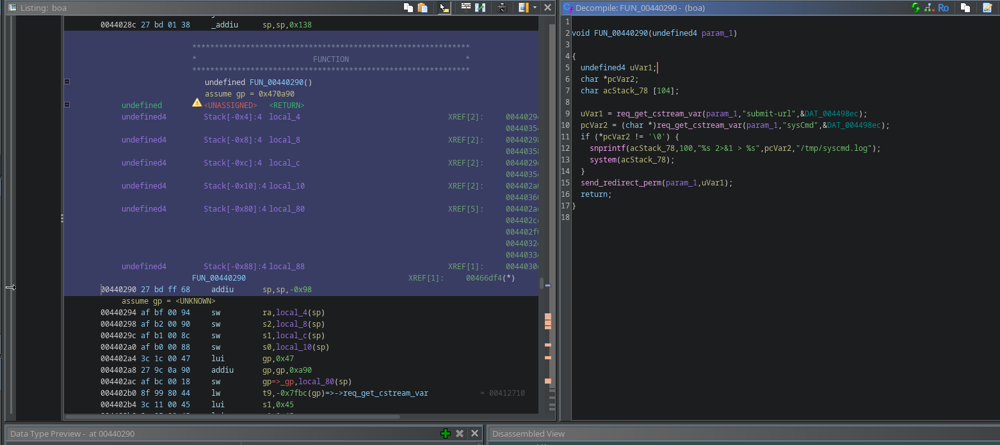 Listing: boa
0044028c 27 bd 01 38 _addiu sp,sp,0x138
**************************************************************
* FUNCTION *
**************************************************************
undefined FUN_00440290()
assume gp = 0x470a90
undefined <UNASSIGNED> <RETURN>
undefined4 Stack[-0x4]:4 local_4 XREF[2]: 00440294
00440354
undefined4 Stack[-0x8]:4 local_8 XREF[2]: 00440298
00440358
undefined4 Stack[-0xc]:4 local_c XREF[2]: 0044029c
0044035c
undefined4 Stack[-0x10]:4 local_10 XREF[2]: 004402a0
00440360
undefined4 Stack[-0x80]:4 local_80 XREF[5]: 004402ac
004402cc
004402f0
00440324
0044033c
undefined4 Stack[-0x88]:4 local_88 XREF[1]:
FUN_00440290 XREF[1]: 00466df4(*)
00440290 27 bd ff 68 addiu sp,sp,-0x98
assume gp = <UNKNOWN>
00440294 af bf 00 94 sw ra,local_4(sp)
00440298 af b2 00 90 sw s2,local_8(sp)
0044029c af b1 00 8c sw s1,local_c(sp)
004402a0 af b0 00 88 sw s0,local_10(sp)
004402a4 3c 1c 00 47 lui gp,0x47
004402a8 27 9c 0a 90 addiu gp,gp,0xa90
004402ac af bc 00 18 sw gp=>_gp,local_80(sp)
004402b0 8f 99 80 44 lw t9,-0x7fbc(gp)=>->req_get_cstream_var = 00412710
004402b4 3c 11 00 45 lui s1,0x45
Decompile: FUN_00440290 - (boa)
Ro
1
2 void FUN_00440290(undefined4 param_1)
3
4 {
5 undefined4 uVar1;
6 char *pcVar2;
7 char acStack_78 [104];
8
9 uVar1 = req_get_cstream_var(param_1,"submit-url",&DAT_004498ec);
10 pcVar2 = (char *)req_get_cstream_var(param_1,"sysCmd",&DAT_004498ec);
11 if (*pcVar2 != '\0') {
12 snprintf(acStack_78,100,"%s 2>&1 > %s",pcVar2,"/tmp/syscmd.log");
13 system(acStack_78);
14 }
15 send_redirect_perm(param_1,uVar1);
16 return;
17 }
18
Data Type Preview - at 00440290
Disassembled View